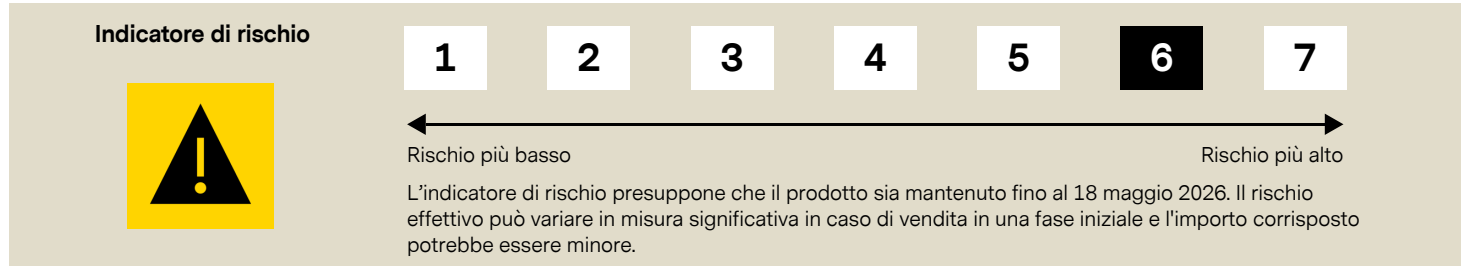 Indicatore di rischio
1 2 3 4 5 6 7
Rischio più basso Rischio più alto
L'indicatore di rischio presuppone che il prodotto sia mantenuto fino al 18 maggio 2026. Il rischio
effettivo può variare in misura significativa in caso di vendita in una fase iniziale e l'importo corrisposto
potrebbe essere minore.